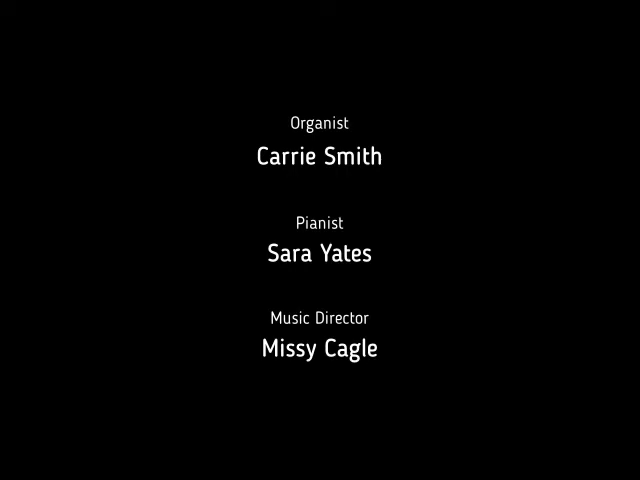 Organist
Carrie Smith
Pianist
Sara Yates
Music Director
Missy Cagle